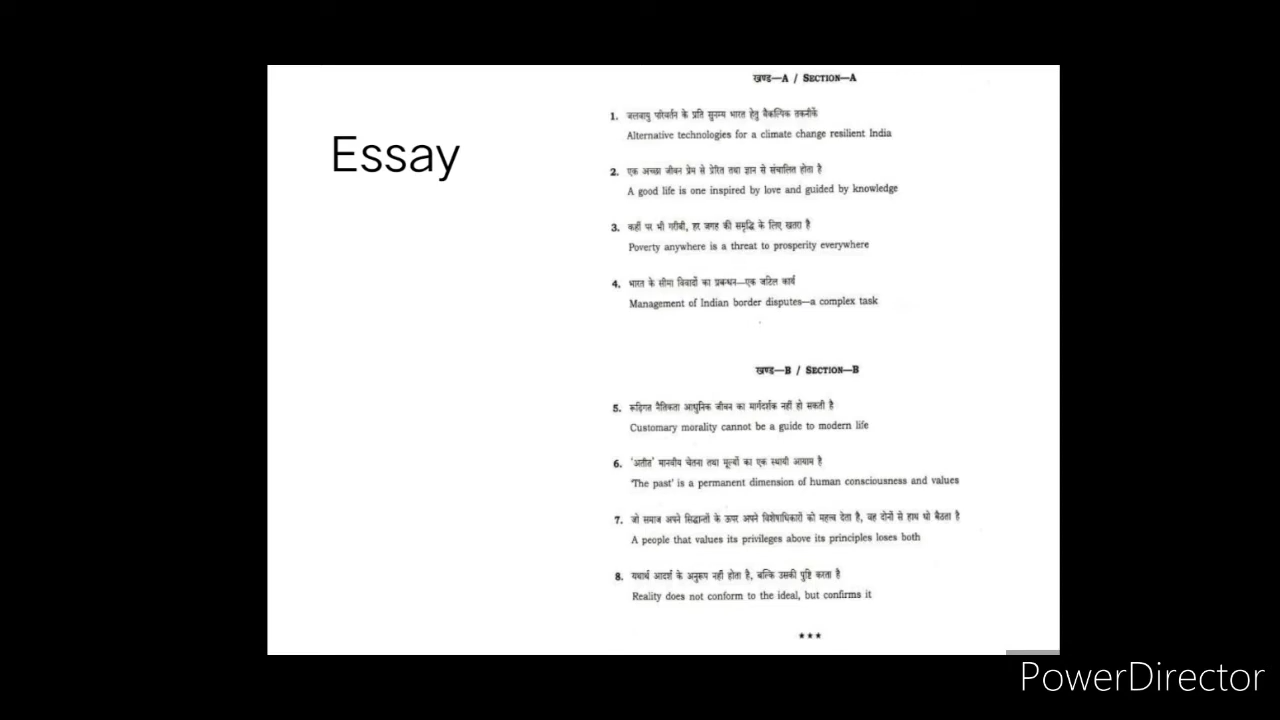 Essay
खण्ड—A / SECTION—A
1. जलवायु परिवर्तन के प्रति सुनम्य भारत हेतु वैकल्पिक तकनीकें
Alternative technologies for a climate change resilient India
2. एक अच्छा जीवन प्रेम से प्रेरित तथा ज्ञान से संचालित होता है
A good life is one inspired by love and guided by knowledge
3. कहीं पर भी गरीबी, हर जगह की समृद्धि के लिए खतरा है
Poverty anywhere is a threat to prosperity everywhere
4. भारत के सीमा विवादों का प्रबन्धन—एक जटिल कार्य
Management of Indian border disputes—a complex task
खण्ड—B / SECTION—B
5. रूढ़िगत नैतिकता आधुनिक जीवन का मार्गदर्शक नहीं हो सकती है
Customary morality cannot be a guide to modern life
6. ‘अतीत’ मानवीय चेतना तथा मूल्यों का एक स्थायी आयाम है
‘The past’ is a permanent dimension of human consciousness and values
7. जो समाज अपने सिद्धान्तों के ऊपर अपने विशेषाधिकारों को महत्त्व देता है, वह दोनों से हाथ धो बैठता है
A people that values its privileges above its principles loses both
8. यथार्थ आदर्श के अनुरूप नहीं होता है, बल्कि उसकी पुष्टि करता है
Reality does not conform to the ideal, but confirms it
★★★
PowerDirector